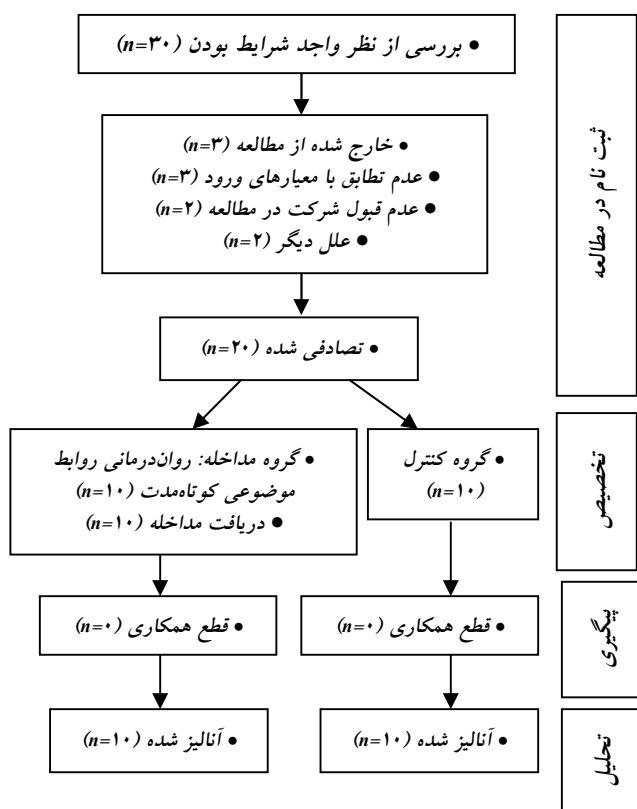 ● بررسی از نظر واجد شرایط بودن (n=۳۰)
● خارج شده از مطالعه (n=۳)
● عدم تطابق با معیارهای ورود (n=۳)
● عدم قبول شرکت در مطالعه (n=۲)
● علل دیگر (n=۲)
● تصادفی شده (n=۲۰)
ثبت نام در مطالعه
● گروه کنترل
(n=۱۰)
● گروه مداخله: روان‌درمانی روابط
موضوعی کوتاه‌مدت (n=۱۰)
● دریافت مداخله (n=۱۰)
تخصیص
● قطع همکاری (n=۰)
● قطع همکاری (n=۰)
پیگیری
● آنالیز شده (n=۱۰)
● آنالیز شده (n=۱۰)
تحلیل